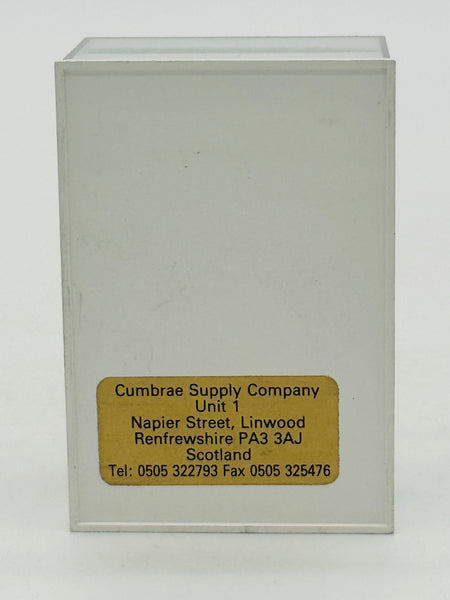 Cumbrae Supply Company
Unit 1
Napier Street, Linwood
Renfrewshire PA3 3AJ
Scotland
Tel: 0505 322793 Fax 0505 325476